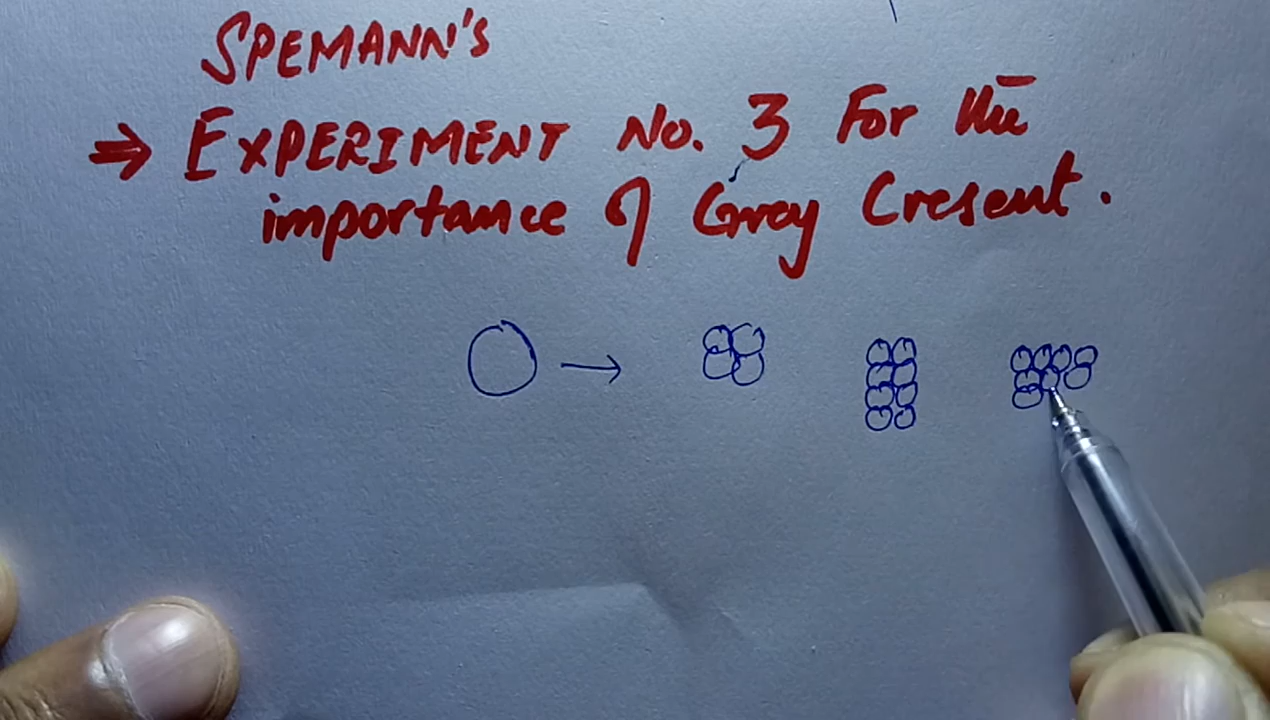 SPEMANN'S
⇒ EXPERIMENT No. 3 For the
importance of Grey Cresent.